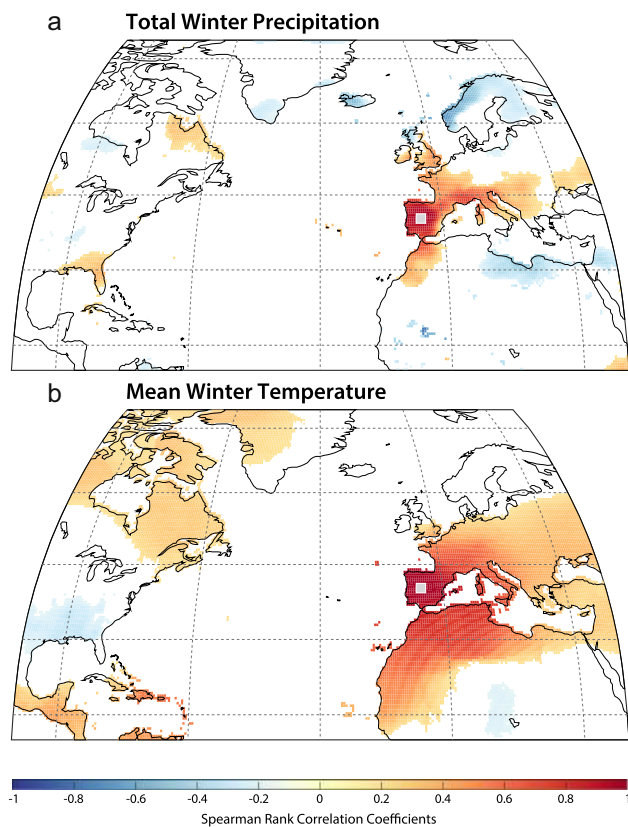 a Total Winter Precipitation
b Mean Winter Temperature
-1 -0.8 -0.6 -0.4 -0.2 0 0.2 0.4 0.6 0.8 1
Spearman Rank Correlation Coefficients